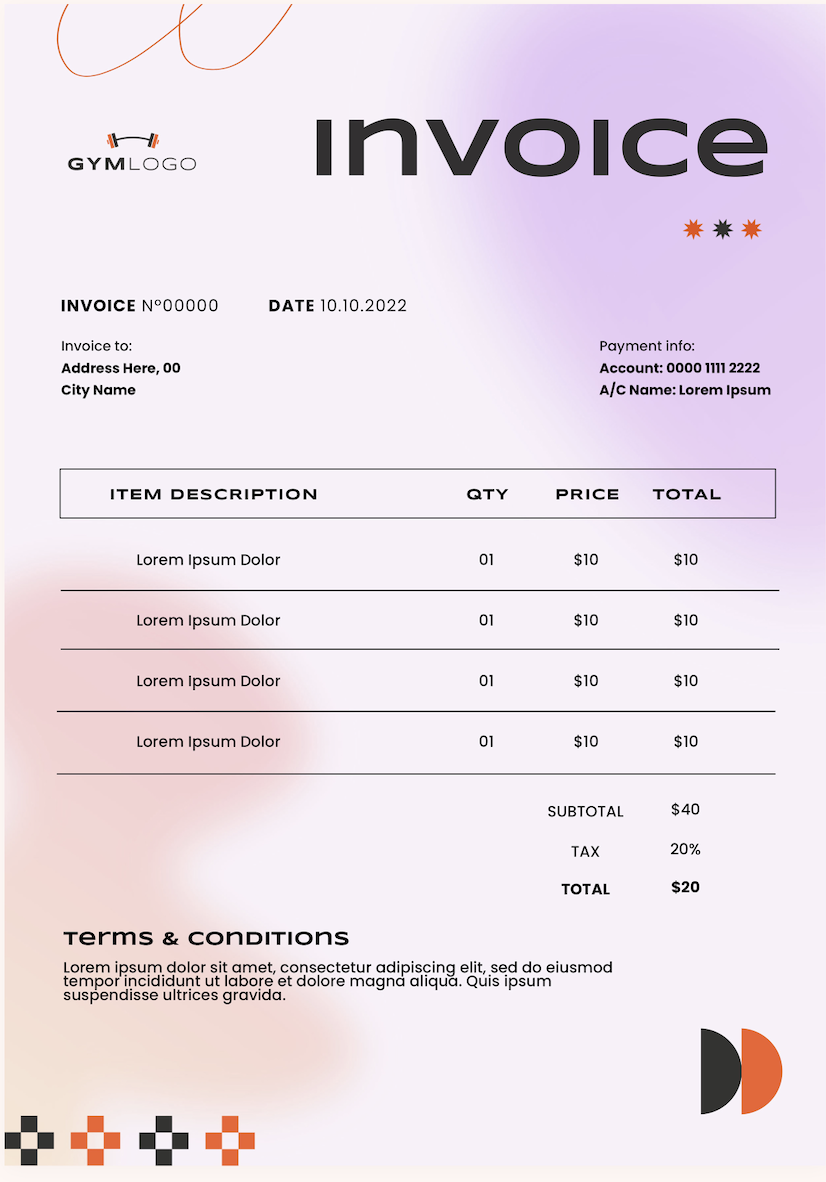 GYMLOGO
Invoice
INVOICE Nº00000 DATE 10.10.2022
Invoice to:
Address Here, 00
City Name
Payment info:
Account: 0000 1111 2222
A/C Name: Lorem Ipsum
ITEM DESCRIPTION QTY PRICE TOTAL
Lorem Ipsum Dolor 01 $10 $10
Lorem Ipsum Dolor 01 $10 $10
Lorem Ipsum Dolor 01 $10 $10
Lorem Ipsum Dolor 01 $10 $10
SUBTOTAL $40
TAX 20%
TOTAL $20
Terms & Conditions
Lorem ipsum dolor sit amet, consectetur adipiscing elit, sed do eiusmod
tempor incididunt ut labore et dolore magna aliqua. Quis ipsum
suspendisse ultrices gravida.